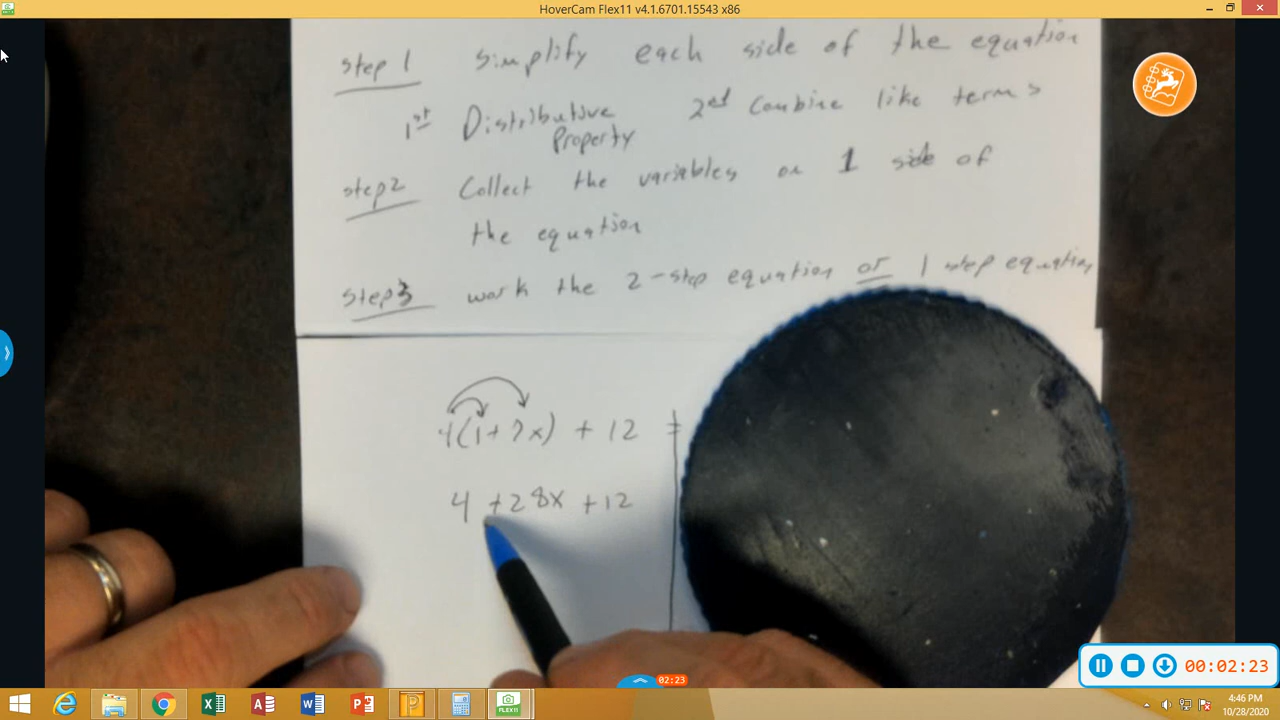 HoverCam Flex11 v4.1.6701.15543 x86
step 1 simplify each side of the equation
1st Distributive Property 2ed Combine like terms
step2 Collect the variables on 1 side of
the equation
step3 work the 2-step equation or 1 step equation
4(1+7x) + 12 =
4 +28x +12
00:02:23
02:23
4:46 PM
10/28/2020